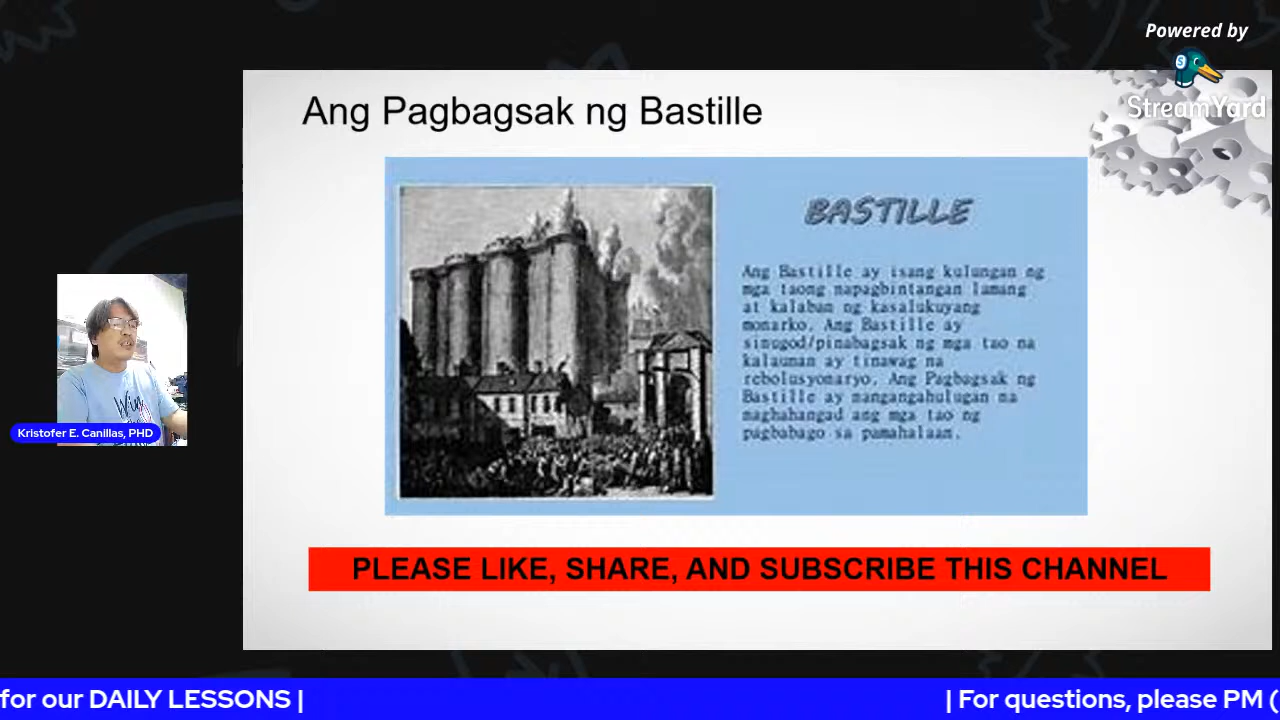 Powered by
StreamYard
Ang Pagbagsak ng Bastille
BASTILLE
Ang Bastille ay isang kulungan ng
mga taong napagbintangan lamang
at kalaban ng kasalukuyang
monarko. Ang Bastille ay
sinugod/pinabagsak ng mga tao na
kalaunan ay tinawag na
rebolusyonaryo. Ang Pagbagsak ng
Bastille ay nangangahulugan na
naghahangad ang mga tao ng
pagbabago sa pamahalaan.
Kristofer E. Canillas, PHD
PLEASE LIKE, SHARE, AND SUBSCRIBE THIS CHANNEL
for our DAILY LESSONS |
| For questions, please PM (